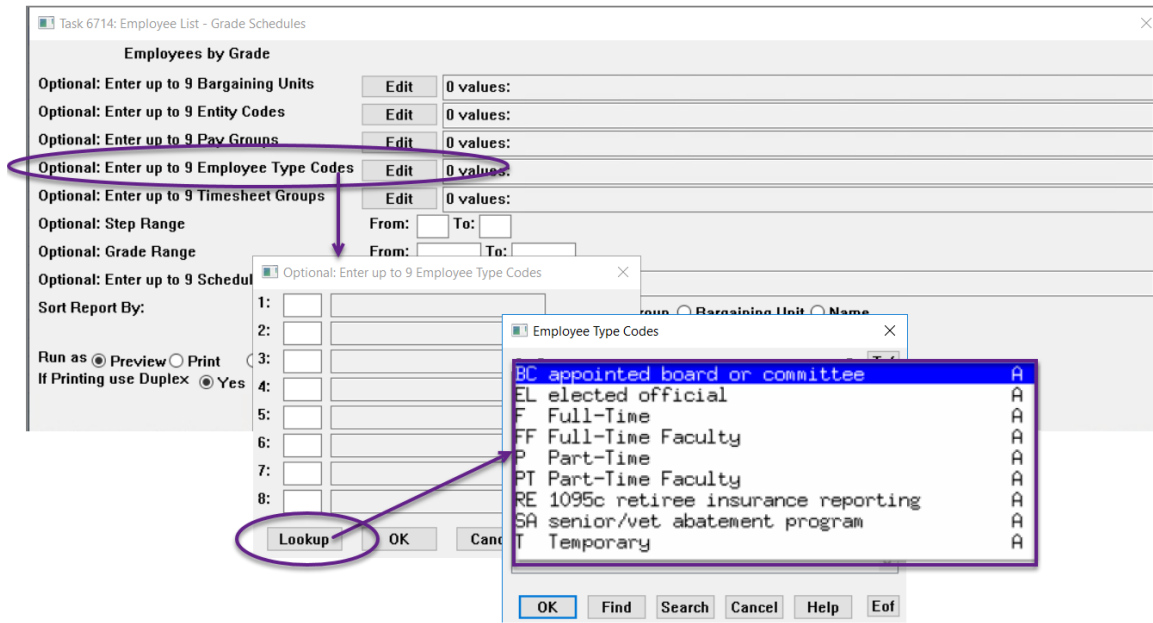 Task 6714: Employee List - Grade Schedules
Employees by Grade
Optional: Enter up to 9 Bargaining Units Edit 0 values:
Optional: Enter up to 9 Entity Codes Edit 0 values:
Optional: Enter up to 9 Pay Groups Edit 0 values:
Optional: Enter up to 9 Employee Type Codes Edit 0 values:
Optional: Enter up to 9 Timesheet Groups Edit 0 values:
Optional: Step Range From: To:
Optional: Grade Range From: To:
Optional: Enter up to 9
Sort Report By: Bargaining Unit Name
Run as Preview Print
If Printing use Duplex Yes
Optional: Enter up to 9 Employee Type Codes
1:
2:
3:
4:
5:
6:
7:
8:
Lookup OK
Employee Type Codes
BC appointed board or committee A
EL elected official A
F Full-Time A
FF Full-Time Faculty A
P Part-Time A
PT Part-Time Faculty A
RE 1095c retiree insurance reporting A
SA senior/vet abatement program A
T Temporary A
OK Find Search Cancel Help Eof